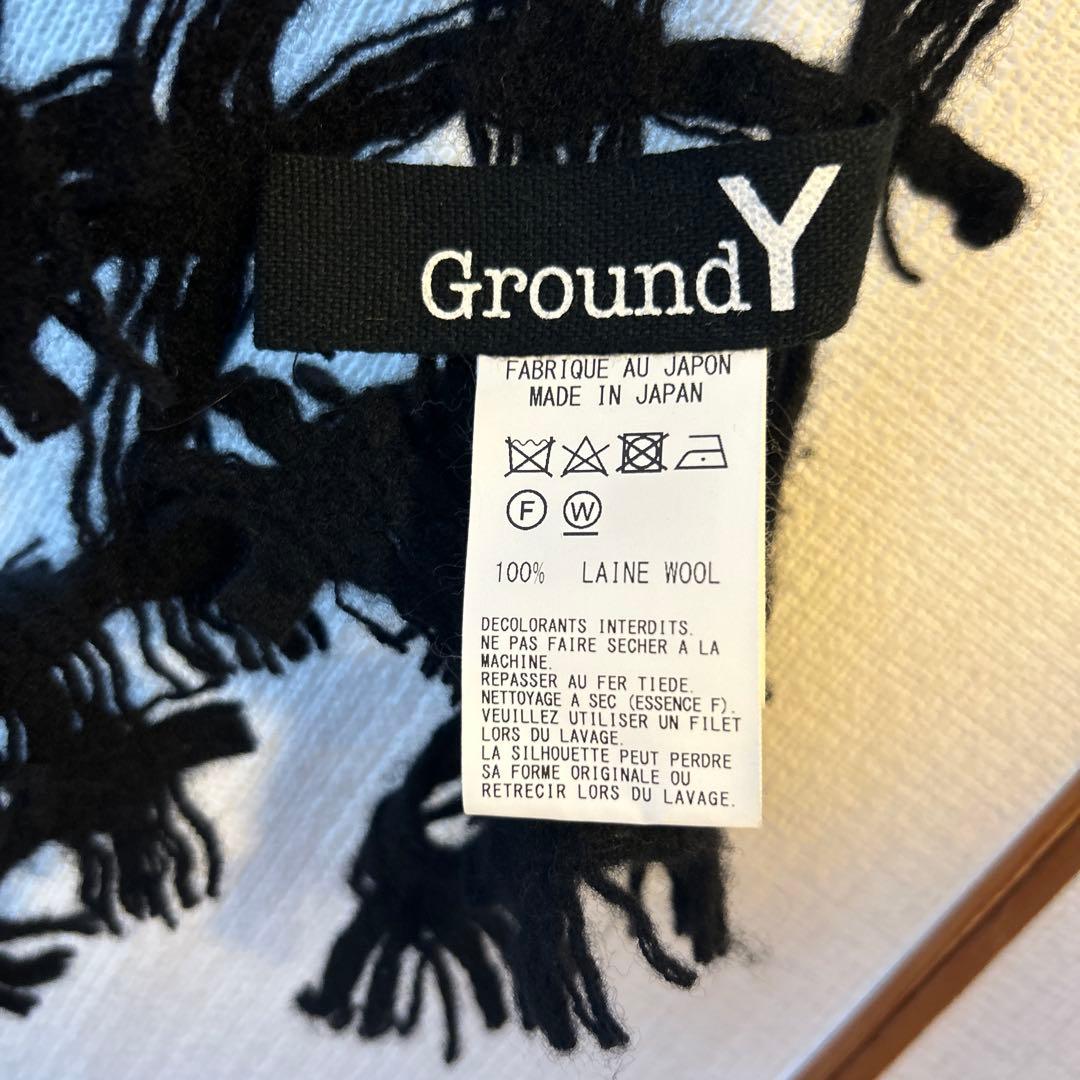 GroundY
FABRIQUE AU JAPON
MADE IN JAPAN
F W
100% LAINE WOOL
DECOLORANTS INTERDITS.
NE PAS FAIRE SECHER A LA
MACHINE.
REPASSER AU FER TIEDE.
NETTOYAGE A SEC (ESSENCE F).
VEUILLEZ UTILISER UN FILET
LORS DU LAVAGE.
LA SILHOUETTE PEUT PERDRE
SA FORME ORIGINALE OU
RETRECIR LORS DU LAVAGE.